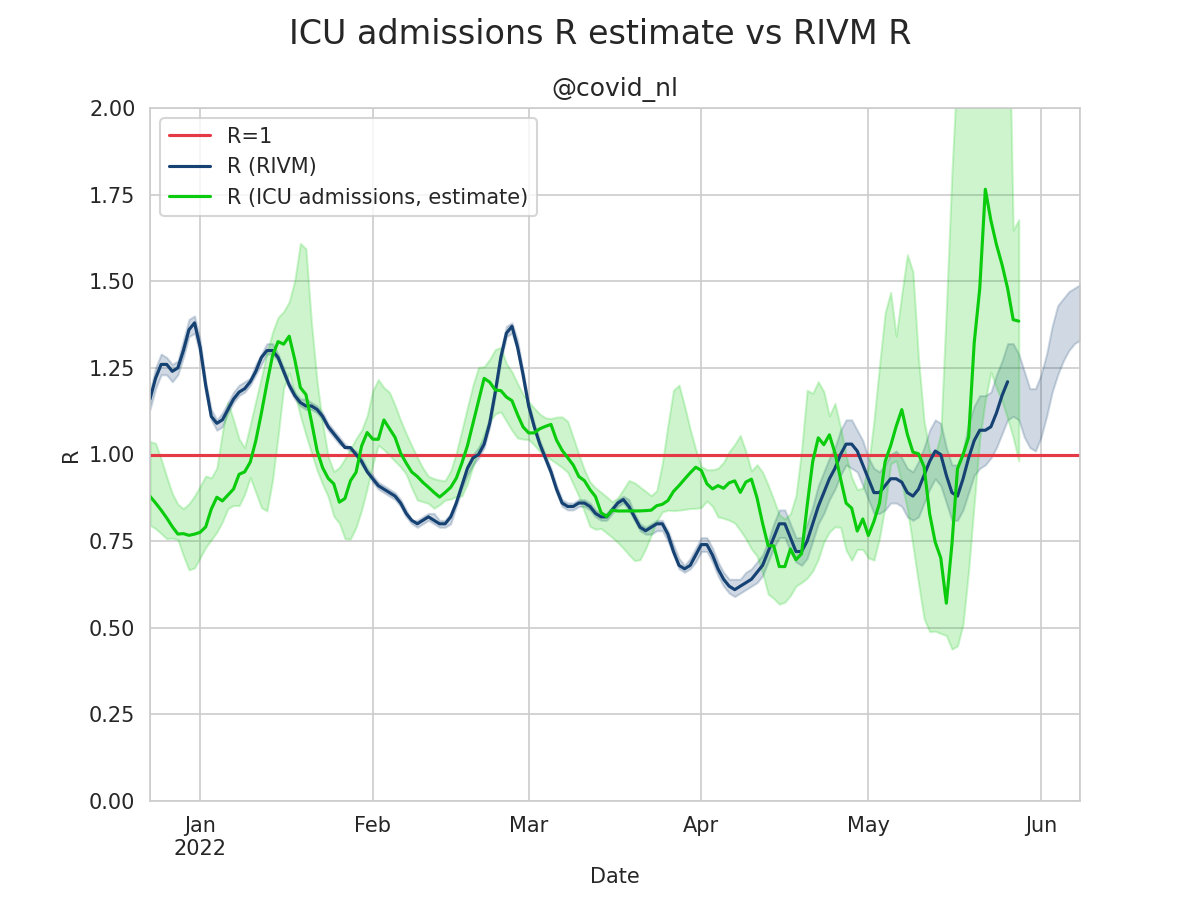 ICU admissions R estimate vs RIVM R
@covid_nl
R=1
R (RIVM)
R (ICU admissions, estimate)
2.00
1.75
1.50
1.25
1.00
0.75
0.50
0.25
0.00
R
Jan
2022
Feb
Mar
Apr
May
Jun
Date